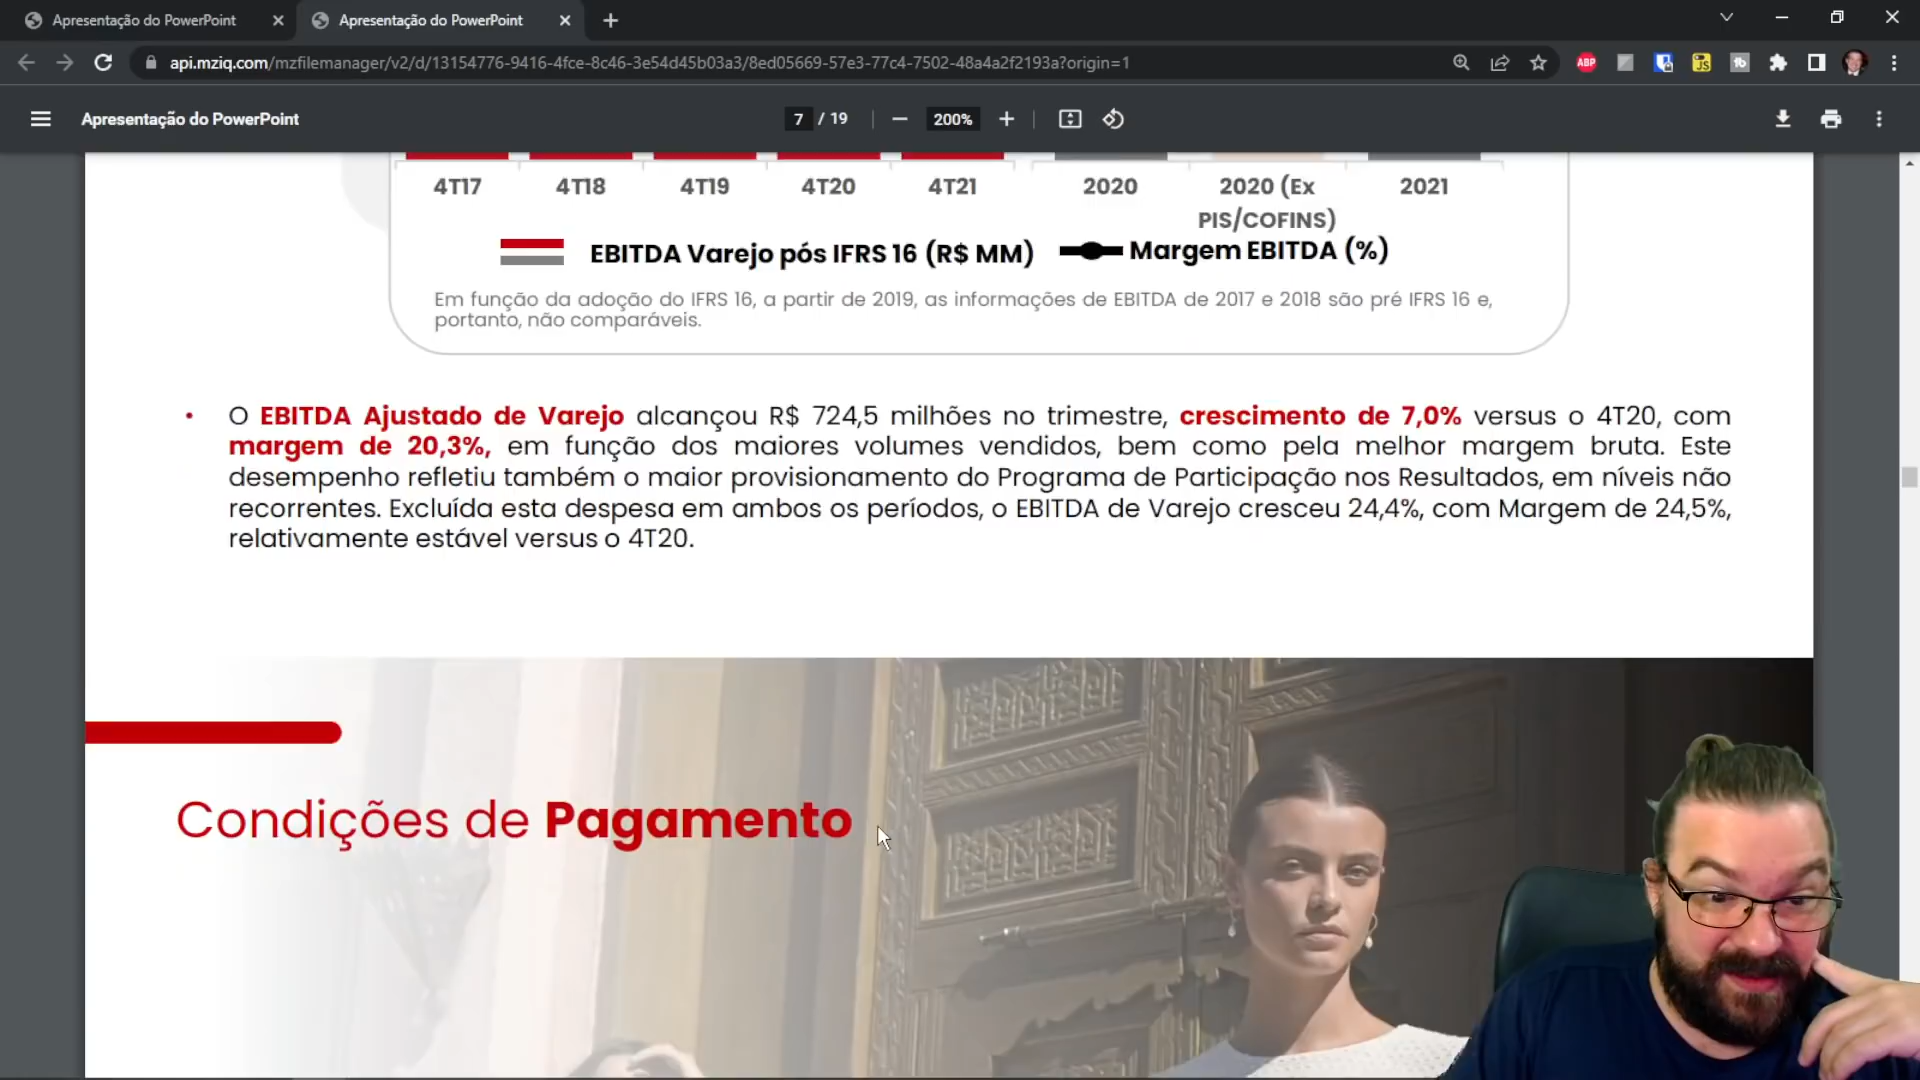 Apresentação do PowerPoint
Apresentação do PowerPoint
api.mziq.com/mzfilemanager/v2/d/13154776-9416-4fce-8c46-3e54d45b03a3/8ed05669-57e3-77c4-7502-48a4a2f2193a?origin=1
ABP
JS
Apresentação do PowerPoint
7 / 19
200%
4T17 4T18 4T19 4T20 4T21 2020 2020 (Ex 2021
PIS/COFINS)
EBITDA Varejo pós IFRS 16 (R$ MM) Margem EBITDA (%)
Em função da adoção do IFRS 16, a partir de 2019, as informações de EBITDA de 2017 e 2018 são pré IFRS 16 e,
portanto, não comparáveis.
• O EBITDA Ajustado de Varejo alcançou R$ 724,5 milhões no trimestre, crescimento de 7,0% versus o 4T20, com
margem de 20,3%, em função dos maiores volumes vendidos, bem como pela melhor margem bruta. Este
desempenho refletiu também o maior provisionamento do Programa de Participação nos Resultados, em níveis não
recorrentes. Excluída esta despesa em ambos os períodos, o EBITDA de Varejo cresceu 24,4%, com Margem de 24,5%,
relativamente estável versus o 4T20.
Condições de Pagamento